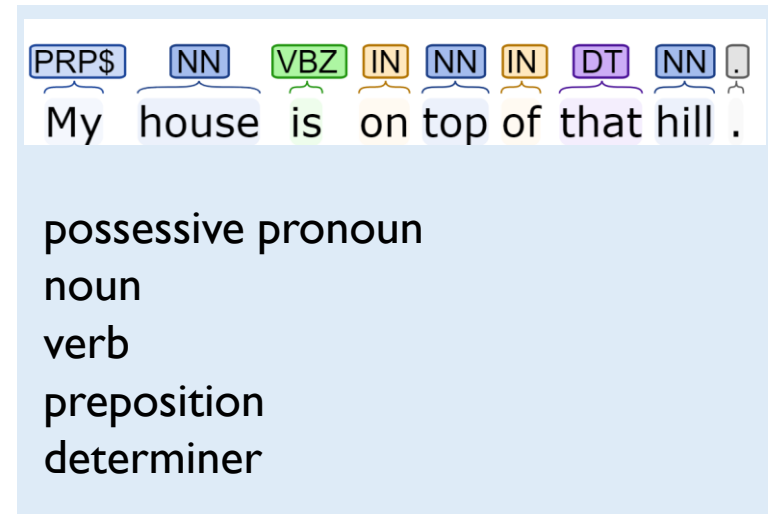 PRP$ NN VBZ IN NN IN DT NN .
My house is on top of that hill .
possessive pronoun
noun
verb
preposition
determiner